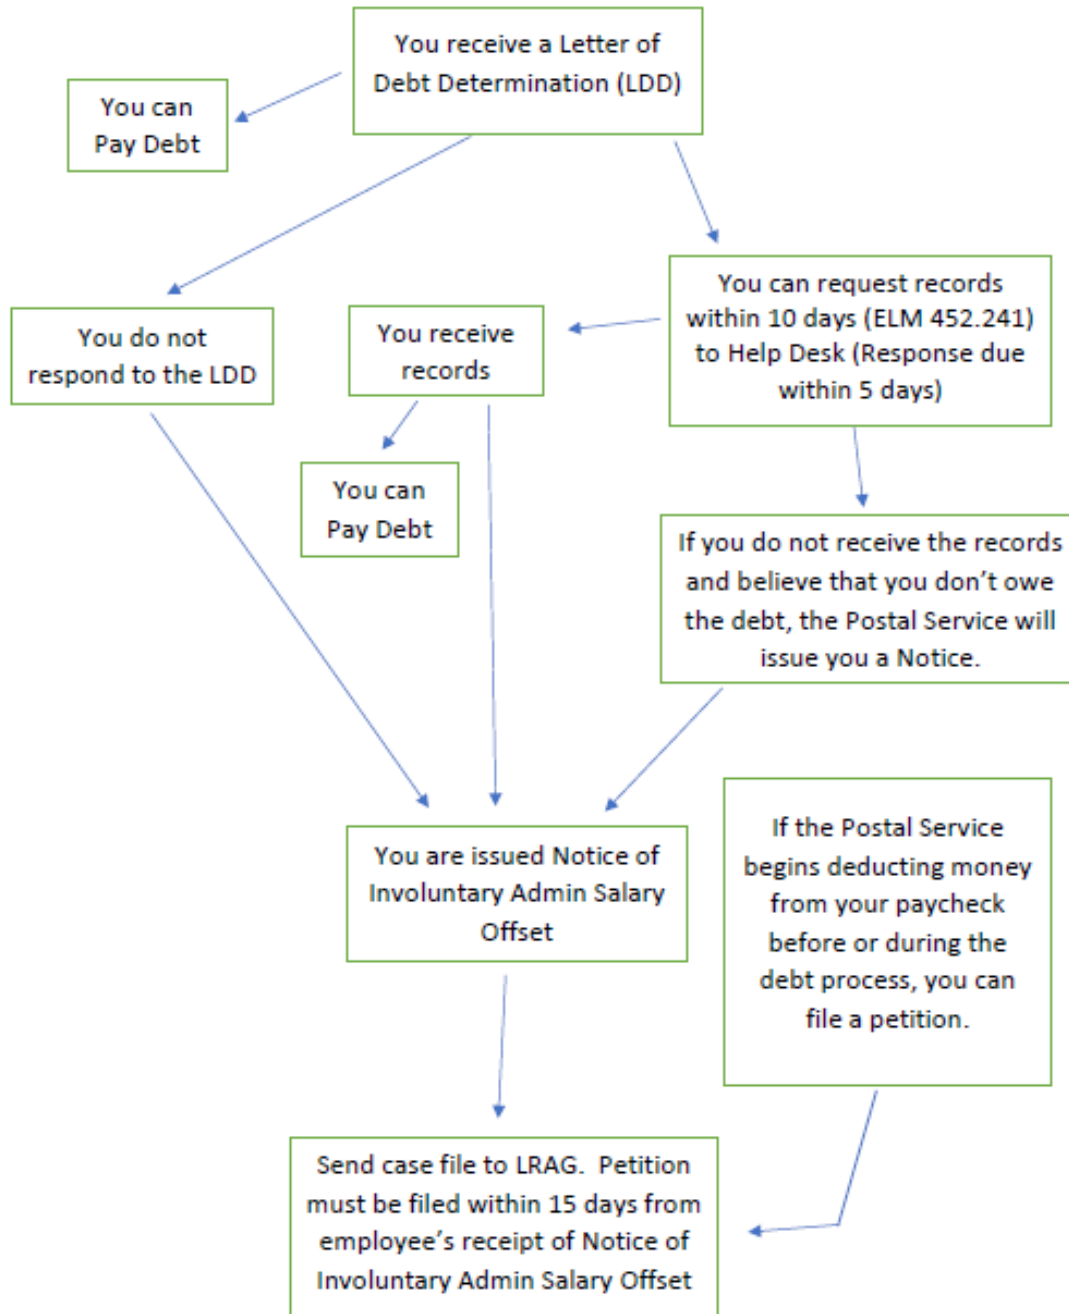 You receive a Letter of
Debt Determination (LDD)
You can
Pay Debt
You can request records
within 10 days (ELM 452.241)
to Help Desk (Response due
within 5 days)
You do not
respond to the LDD
You receive
records
You can
Pay Debt
If you do not receive the records
and believe that you don’t owe
the debt, the Postal Service will
issue you a Notice.
You are issued Notice of
Involuntary Admin Salary
Offset
If the Postal Service
begins deducting money
from your paycheck
before or during the
debt process, you can
file a petition.
Send case file to LRAG.  Petition
must be filed within 15 days from
employee’s receipt of Notice of
Involuntary Admin Salary Offset